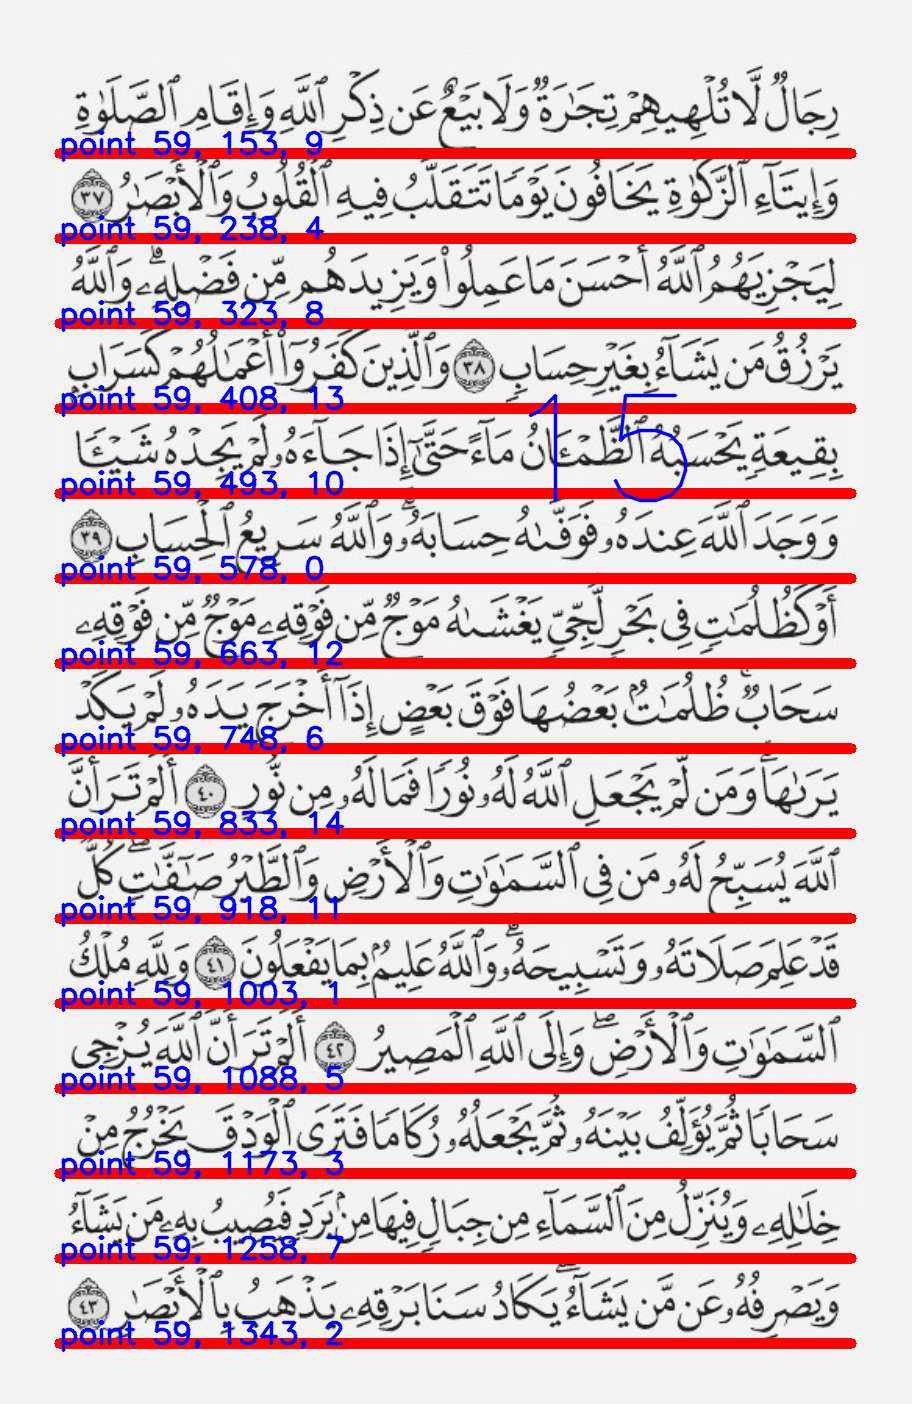 رِجَالٌ لَّا تُلْهِيهِمْ تِجَٰرَةٌ وَلَا بَيْعٌ عَن ذِكْرِ ٱللَّهِ وَإِقَامِ ٱلصَّلَوٰةِ
point 59, 153, 9
وَإِيتَآءِ ٱلزَّكَوٰةِ يَخَافُونَ يَوْمًا تَتَقَلَّبُ فِيهِ ٱلْقُلُوبُ وَٱلْأَبْصَٰرُ ٣٧
point 59, 238, 4
لِيَجْزِيَهُمُ ٱللَّهُ أَحْسَنَ مَا عَمِلُوا۟ وَيَزِيدَهُم مِّن فَضْلِهِۦۗ وَٱللَّهُ
point 59, 323, 8
يَرْزُقُ مَن يَشَآءُ بِغَيْرِ حِسَابٍ ٣٨ وَٱلَّذِينَ كَفَرُوٓا۟ أَعْمَٰلُهُمْ كَسَرَابٍۭ
point 59, 408, 13
15
بِقِيعَةٍ يَحْسَبُهُ ٱلظَّمْـَٔانُ مَآءً حَتَّىٰٓ إِذَا جَآءَهُۥ لَمْ يَجِدْهُ شَيْـًٔا
point 59, 493, 10
وَوَجَدَ ٱللَّهَ عِندَهُۥ فَوَفَّىٰهُ حِسَابَهُۥۗ وَٱللَّهُ سَرِيعُ ٱلْحِسَابِ ٣٩
point 59, 578, 0
أَوْ كَظُلُمَٰتٍ فِى بَحْرٍ لُّجِّىٍّ يَغْشَىٰهُ مَوْجٌ مِّن فَوْقِهِۦ مَوْجٌ مِّن فَوْقِهِۦ
point 59, 663, 12
سَحَابٌۚ ظُلُمَٰتٌۢ بَعْضُهَا فَوْقَ بَعْضٍ إِذَآ أَخْرَجَ يَدَهُۥ لَمْ يَكَدْ
point 59, 748, 6
يَرَىٰهَاۗ وَمَن لَّمْ يَجْعَلِ ٱللَّهُ لَهُۥ نُورًا فَمَا لَهُۥ مِن نُّورٍ ٤٠ أَلَمْ تَرَ أَنَّ
point 59, 833, 14
ٱللَّهَ يُسَبِّحُ لَهُۥ مَن فِى ٱلسَّمَٰوَٰتِ وَٱلْأَرْضِ وَٱلطَّيْرُ صَٰٓفَّٰتٍۖ كُلٌّ
point 59, 918, 11
قَدْ عَلِمَ صَلَاتَهُۥ وَتَسْبِيحَهُۥۗ وَٱللَّهُ عَلِيمٌۢ بِمَا يَفْعَلُونَ ٤١ وَلِلَّهِ مُلْكُ
point 59, 1003, 1
ٱلسَّمَٰوَٰتِ وَٱلْأَرْضِۖ وَإِلَى ٱللَّهِ ٱلْمَصِيرُ ٤٢ أَلَمْ تَرَ أَنَّ ٱللَّهَ يُزْجِى
point 59, 1088, 5
سَحَابًا ثُمَّ يُؤَلِّفُ بَيْنَهُۥ ثُمَّ يَجْعَلُهُۥ رُكَامًا فَتَرَى ٱلْوَدْقَ يَخْرُجُ مِنْ
point 59, 1173, 3
خِلَٰلِهِۦ وَيُنَزِّلُ مِنَ ٱلسَّمَآءِ مِن جِبَالٍ فِيهَا مِنۢ بَرَدٍ فَيُصِيبُ بِهِۦ مَن يَشَآءُ
point 59, 1258, 7
وَيَصْرِفُهُۥ عَن مَّن يَشَآءُۖ يَكَادُ سَنَا بَرْقِهِۦ يَذْهَبُ بِٱلْأَبْصَٰرِ ٤٣
point 59, 1343, 2